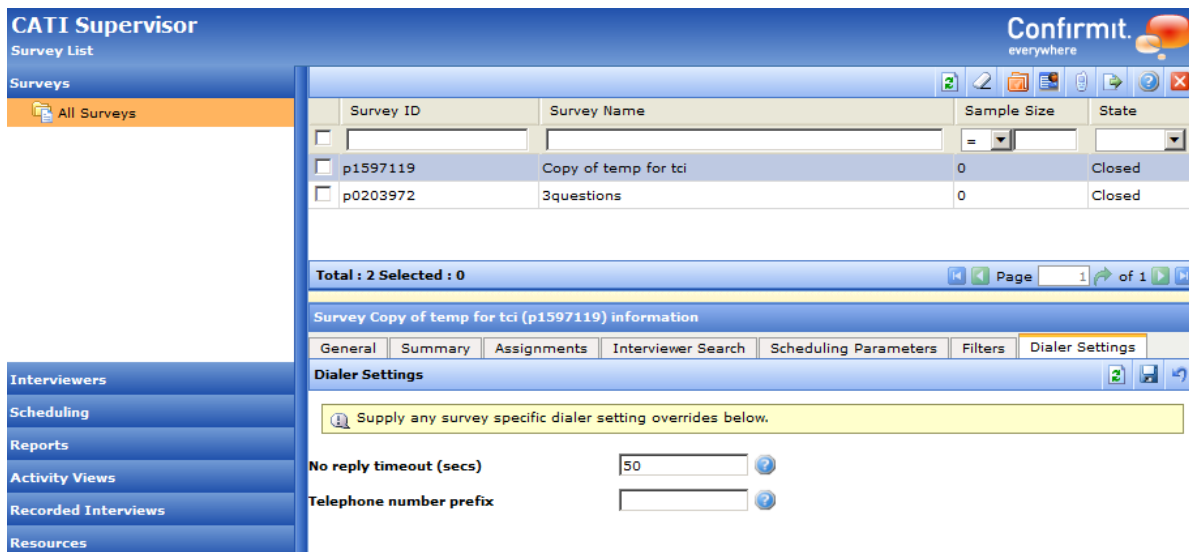 CATI Supervisor
Survey List
Confirmit.
everywhere
Surveys
All Surveys
Survey ID Survey Name Sample Size State
=
p1597119 Copy of temp for tci 0 Closed
p0203972 3questions 0 Closed
Total : 2 Selected : 0 Page 1 of 1
Survey Copy of temp for tci (p1597119) information
General Summary Assignments Interviewer Search Scheduling Parameters Filters Dialer Settings
Dialer Settings
Supply any survey specific dialer setting overrides below.
No reply timeout (secs) 50
Telephone number prefix
Interviewers
Scheduling
Reports
Activity Views
Recorded Interviews
Resources